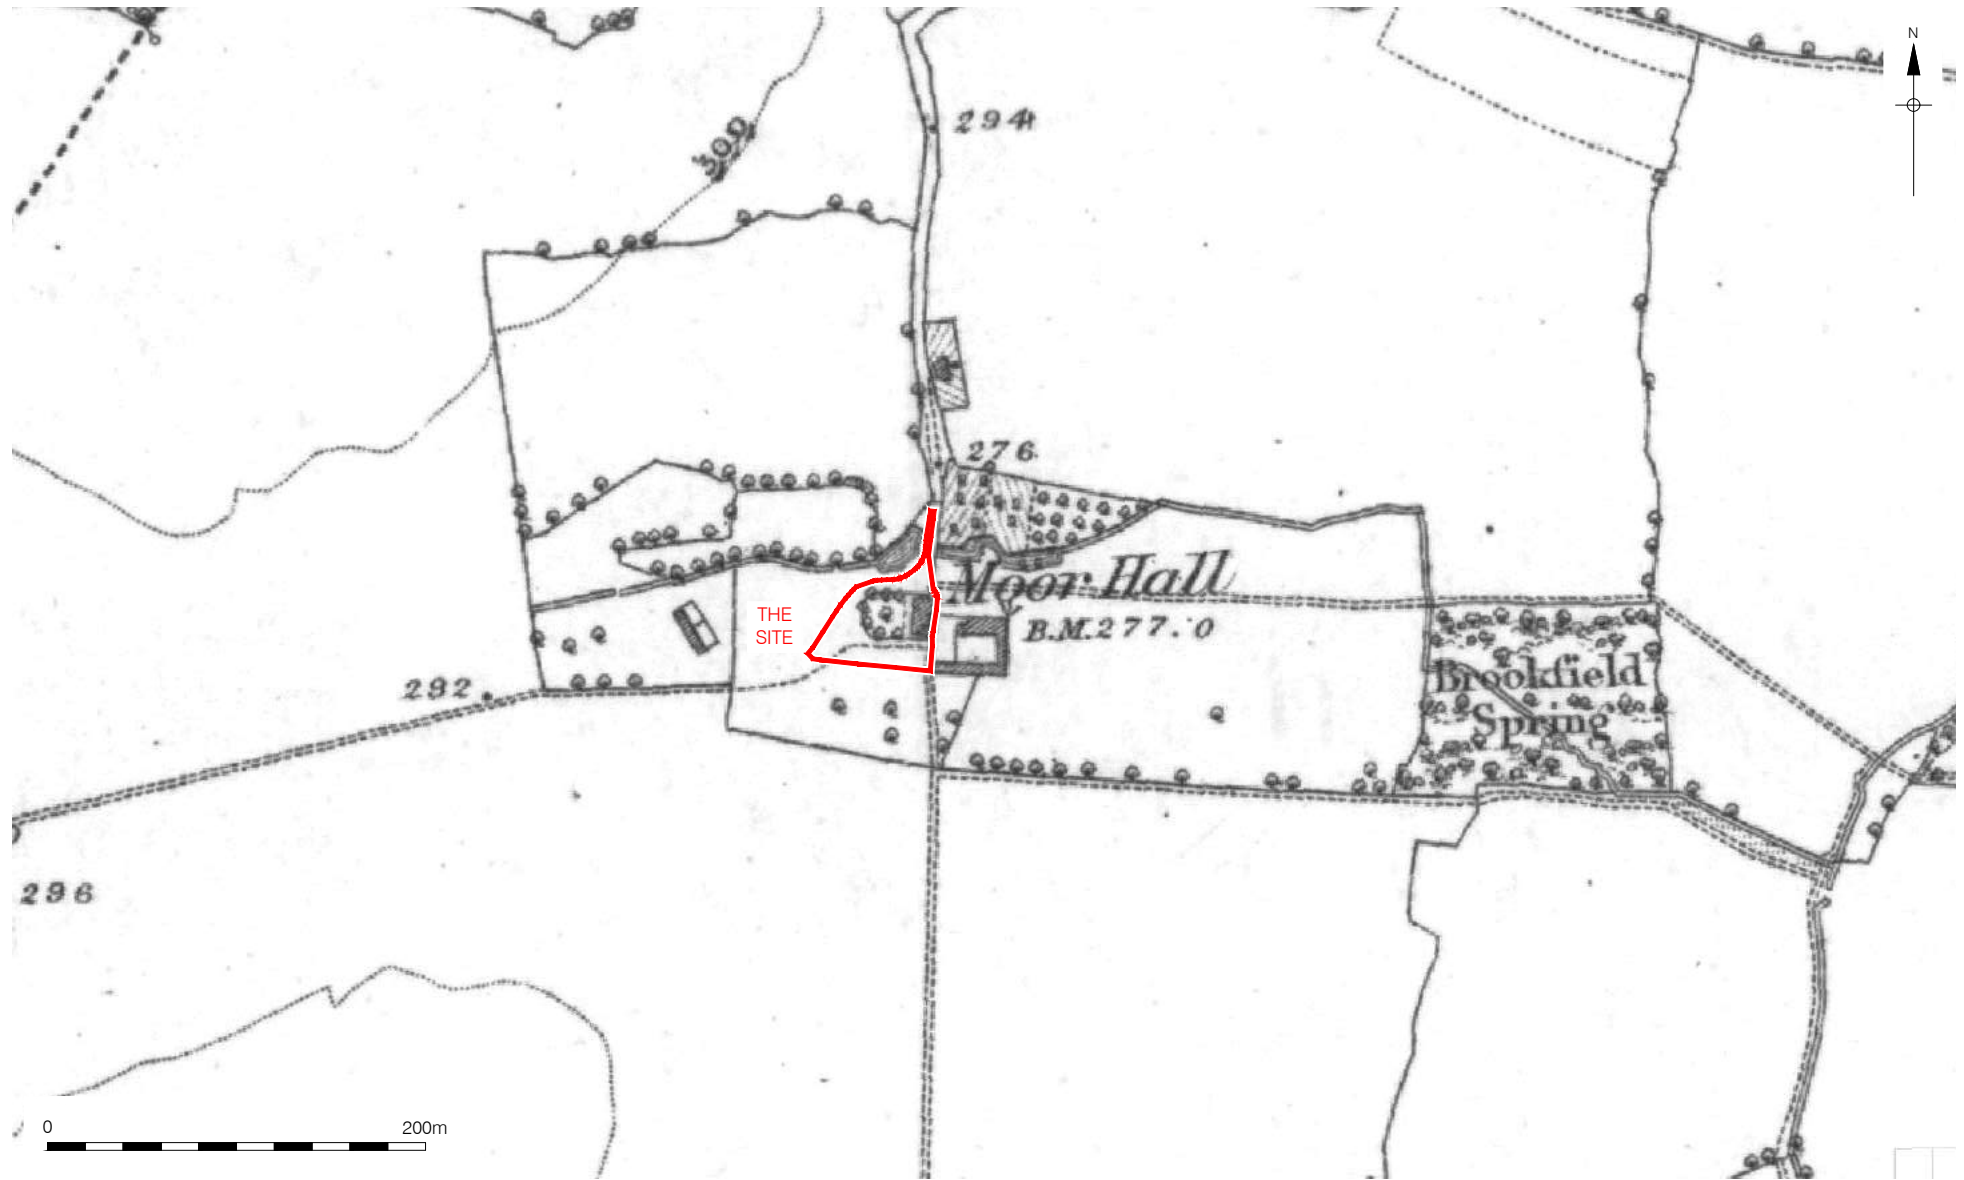 N
294
300
276
Moor Hall
THE
SITE
B.M.277.0
Brookfield
Spring
292
296
0 200m